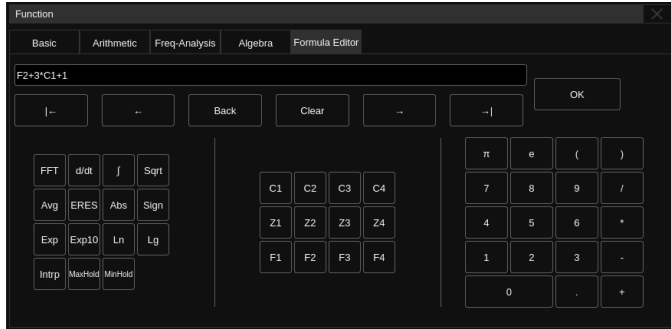 Function
Basic Arithmetic Freq-Analysis Algebra Formula Editor
F2+3*C1+1
OK
|← ← Back Clear → →|
π e ( )
FFT d/dt ∫ Sqrt
C1 C2 C3 C4
7 8 9 /
Avg ERES Abs Sign
Z1 Z2 Z3 Z4
4 5 6 *
Exp Exp10 Ln Lg
F1 F2 F3 F4
1 2 3 -
Intrp MaxHold MinHold
0 . +